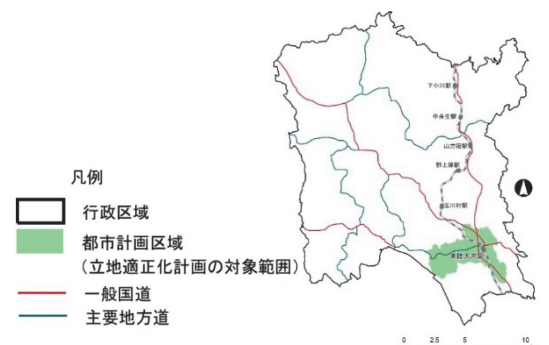 下小川駅
中舟生駅
山方宿駅
野上原駅
玉川村駅
常陸大宮駅
凡例
行政区域
都市計画区域
(立地適正化計画の対象範囲)
一般国道
主要地方道
0 2.5 5 10